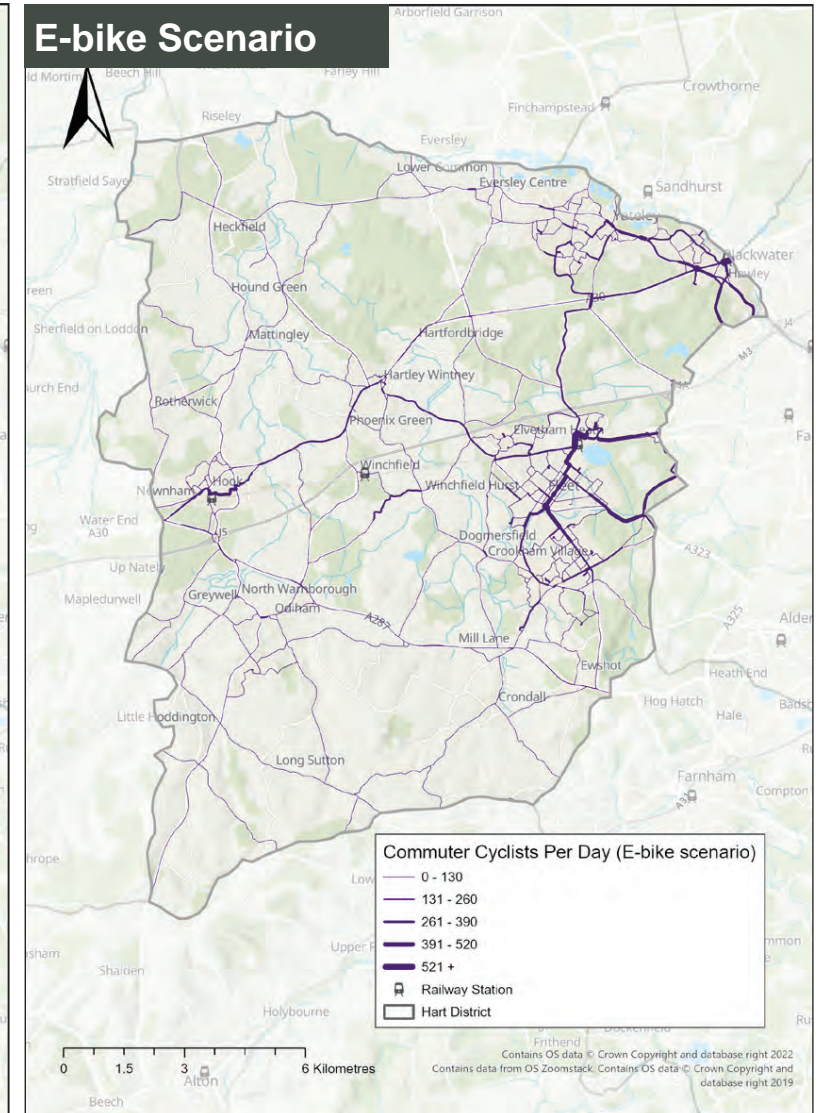 E-bike Scenario
Arborfield Garrison
Beech Hill
Farley Hill
Crowthorne
Finchampstead
Riseley
Eversley
Lower Common
Stratfield Saye
Eversley Centre
Sandhurst
Yateley
Heckfield
Blackwater
Hawley
Hound Green
A30
J4
Sherfield on Loddon
Mattingley
Hartfordbridge
M3
Hartley Wintney
Rotherwick
Phoenix Green
Elvetham Heath
Winchfield
Hook
Winchfield Hurst
Fleet
Newnham
Water End
A30
J5
Dogmersfield
Crookham Village
A323
Up Nately
Mapledurwell
Greywell
North Warnborough
Odiham
A287
A325
Mill Lane
Ewshot
Heath End
Crondall
Hog Hatch
Hale
Little Hoddington
Long Sutton
Farnham
Compton
A31
Commuter Cyclists Per Day (E-bike scenario)
0 - 130
131 - 260
261 - 390
391 - 520
521 +
Railway Station
Hart District
Shalden
Holybourne
Frithend
0 1.5 3 6 Kilometres
Alton
Beech
Contains OS data © Crown Copyright and database right 2022
Contains data from OS Zoomstack. Contains OS data © Crown Copyright and
database right 2019